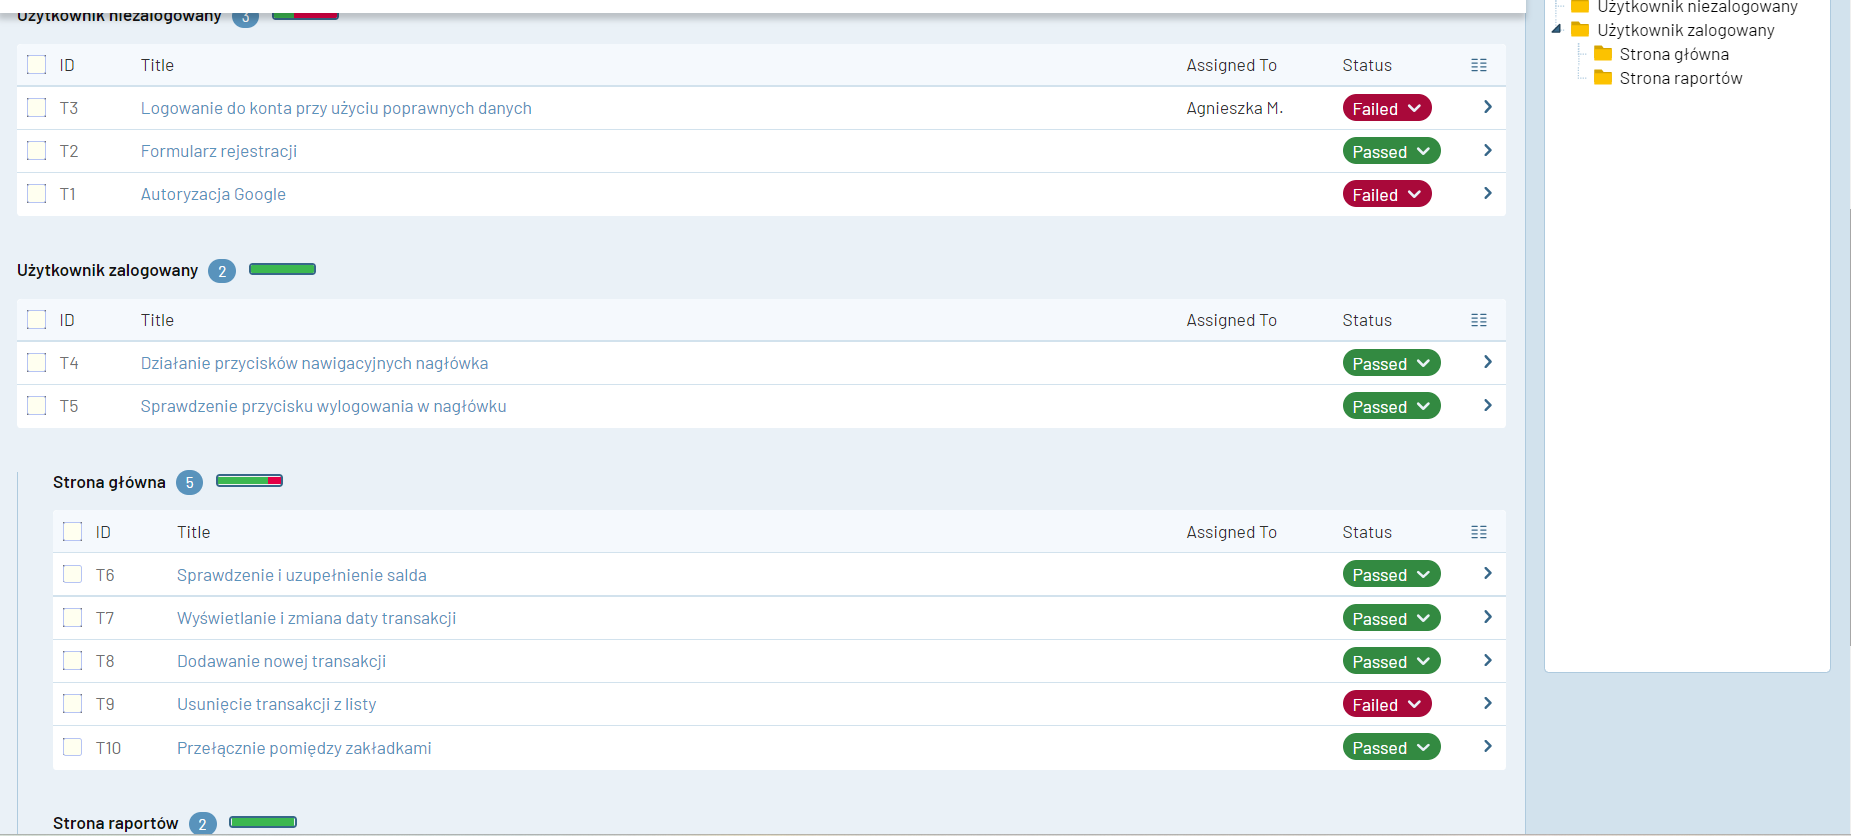 Użytkownik niezalogowany 3
ID Title Assigned To Status
T3 Logowanie do konta przy użyciu poprawnych danych Agnieszka M. Failed
T2 Formularz rejestracji Passed
T1 Autoryzacja Google Failed
Użytkownik zalogowany 2
ID Title Assigned To Status
T4 Działanie przycisków nawigacyjnych nagłówka Passed
T5 Sprawdzenie przycisku wylogowania w nagłówku Passed
Strona główna 5
ID Title Assigned To Status
T6 Sprawdzenie i uzupełnienie salda Passed
T7 Wyświetlanie i zmiana daty transakcji Passed
T8 Dodawanie nowej transakcji Passed
T9 Usunięcie transakcji z listy Failed
T10 Przełącznie pomiędzy zakładkami Passed
Strona raportów 2
Użytkownik niezalogowany
Użytkownik zalogowany
Strona główna
Strona raportów